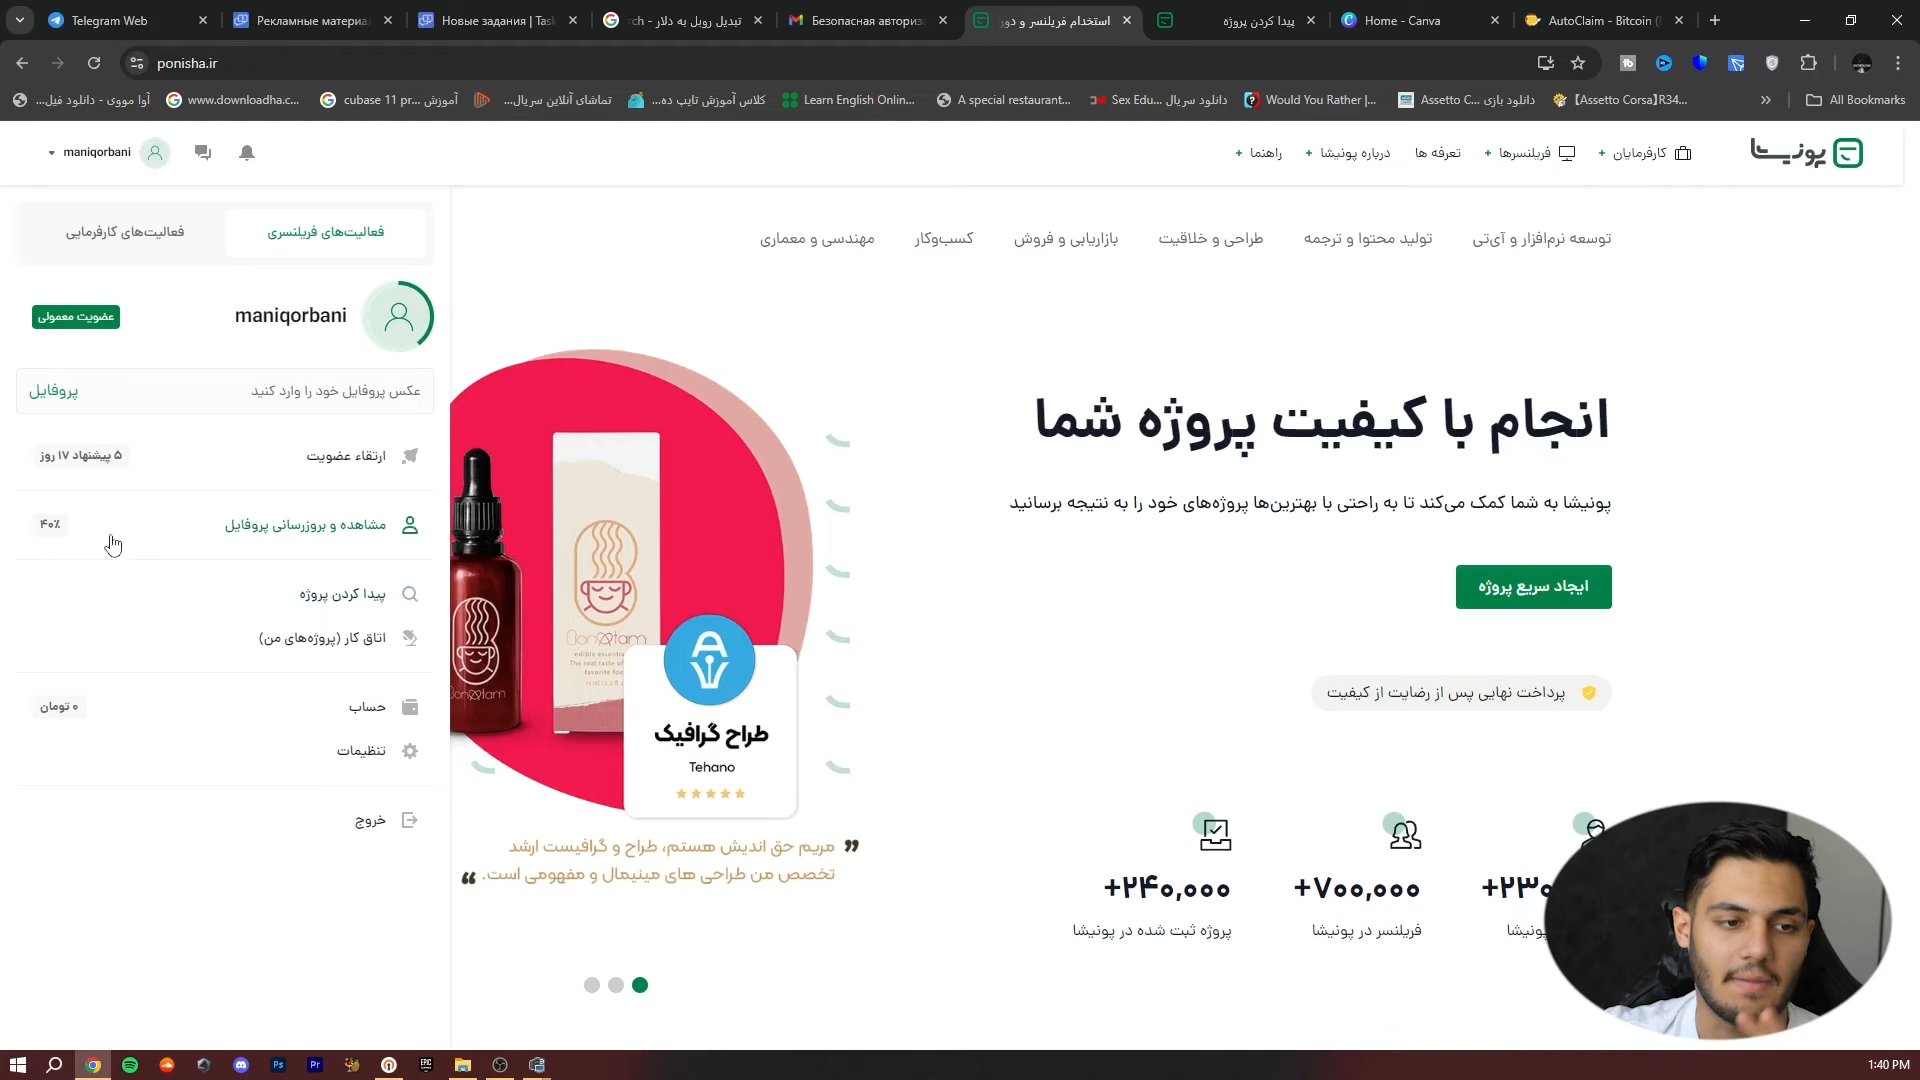 Telegram Web
Рекламные материа
Новые задания | Task
تبدیل روبل به دلار - rch
Безопасная авториза
استخدام فریلنسر و دور
پیدا کردن پروژه
Home - Canva
AutoClaim - Bitcoin (
ponisha.ir
آوا مووی - دانلود فیل...
www.downloadha.c...
آموزش cubase 11 pr...
تماشای آنلاین سریال...
کلاس آموزش تایپ ده...
Learn English Onlin...
A special restaurant...
دانلود سریال Sex Edu...
Would You Rather |...
دانلود بازی Assetto C...
【Assetto Corsa】R34...
All Bookmarks
پونیشا
کارفرمایان +
فریلنسرها +
تعرفه ها
درباره پونیشا +
راهنما +
maniqorbani
توسعه نرم‌افزار و آی‌تی
تولید محتوا و ترجمه
طراحی و خلاقیت
بازاریابی و فروش
کسب‌وکار
مهندسی و معماری
فعالیت‌های فریلنسری
فعالیت‌های کارفرمایی
maniqorbani
عضویت معمولی
عکس پروفایل خود را وارد کنید
پروفایل
ارتقاء عضویت
۵ پیشنهاد ۱۷ روز
مشاهده و بروزرسانی پروفایل
۴۰٪
پیدا کردن پروژه
اتاق کار (پروژه‌های من)
حساب
۰ تومان
تنظیمات
خروج
انجام با کیفیت پروژه شما
پونیشا به شما کمک می‌کند تا به راحتی با بهترین‌ها پروژه‌های خود را به نتیجه برسانید
ایجاد سریع پروژه
پرداخت نهایی پس از رضایت از کیفیت
طراح گرافیک
Tehano
" مریم حق اندیش هستم، طراح و گرافیست ارشد
تخصص من طراحی های مینیمال و مفهومی است. "
+۲۴۰,۰۰۰
پروژه ثبت شده در پونیشا
+۷۰۰,۰۰۰
فریلنسر در پونیشا
+۲۳۰
پونیشا
Ps
Pr
EPIC
1:40 PM